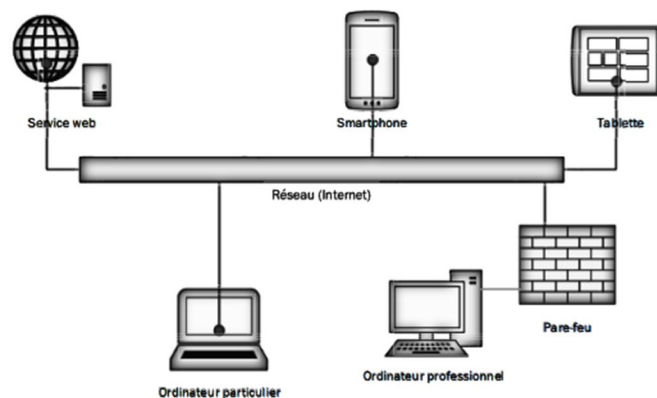 Service web
Smartphone
Tablette
Réseau (Internet)
Pare-feu
Ordinateur professionnel
Ordinateur particulier